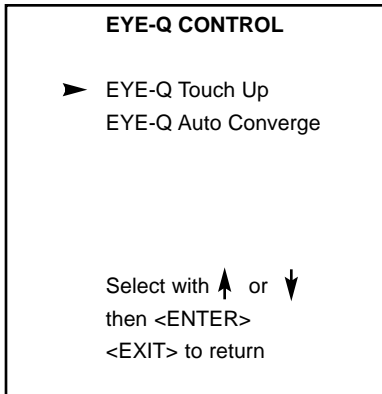 EYE-Q CONTROL
EYE-Q Touch Up
EYE-Q Auto Converge
Select with or
then <ENTER>
<EXIT> to return